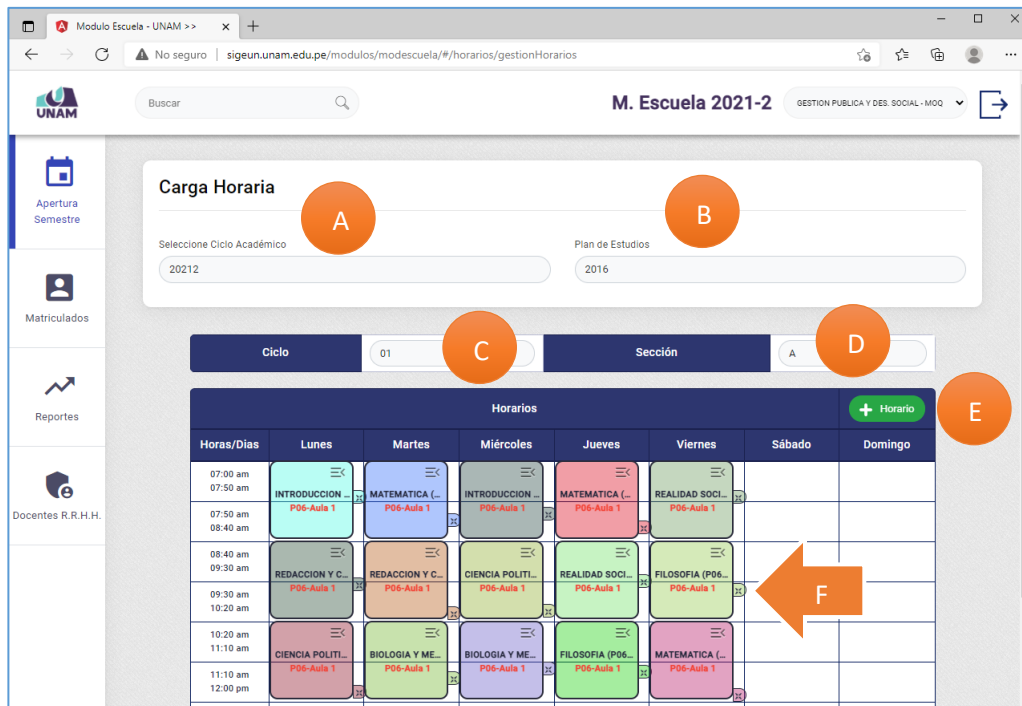 Modulo Escuela - UNAM >>
No seguro | sigeun.unam.edu.pe/modulos/modescuela/#/horarios/gestionHorarios
UNAM
Buscar
M. Escuela 2021-2
GESTION PUBLICA Y DES. SOCIAL - MOQ
Apertura
Semestre
Matriculados
Reportes
Docentes R.R.H.H.
Carga Horaria
A
B
Seleccione Ciclo Académico
Plan de Estudios
20212
2016
Ciclo
01
C
Sección
A
D
Horarios
+ Horario
E
Horas/Dias Lunes Martes Miércoles Jueves Viernes Sábado Domingo
07:00 am
07:50 am
INTRODUCCION ... MATEMATICA (... INTRODUCCION ... MATEMATICA (... REALIDAD SOCI...
P06-Aula 1 P06-Aula 1 P06-Aula 1 P06-Aula 1 P06-Aula 1
07:50 am
08:40 am
08:40 am
09:30 am
REDACCION Y C... REDACCION Y C... CIENCIA POLITI... REALIDAD SOCI... FILOSOFIA (P06...
P06-Aula 1 P06-Aula 1 P06-Aula 1 P06-Aula 1 P06-Aula 1
F
09:30 am
10:20 am
10:20 am
11:10 am
CIENCIA POLITI... BIOLOGIA Y ME... BIOLOGIA Y ME... FILOSOFIA (P06... MATEMATICA (...
P06-Aula 1 P06-Aula 1 P06-Aula 1 P06-Aula 1 P06-Aula 1
11:10 am
12:00 pm